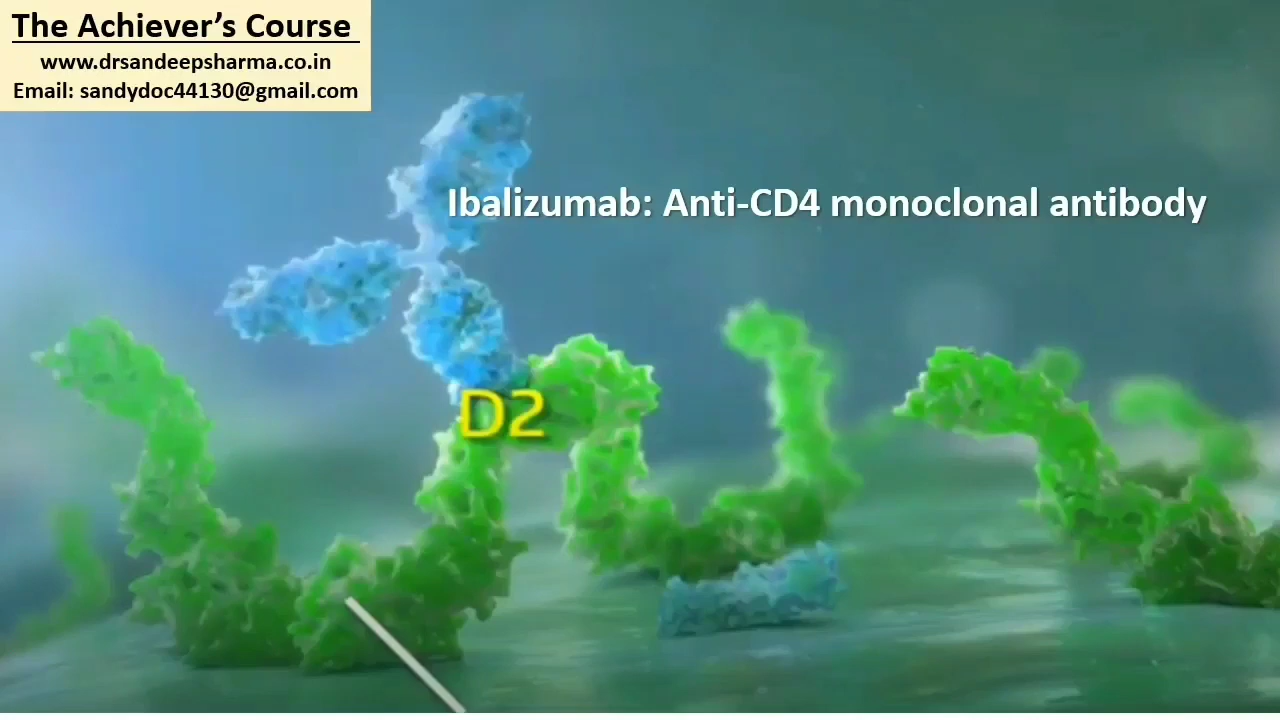 The Achiever’s Course
www.drsandeepsharma.co.in
Email: sandydoc44130@gmail.com
Ibalizumab: Anti-CD4 monoclonal antibody
D2